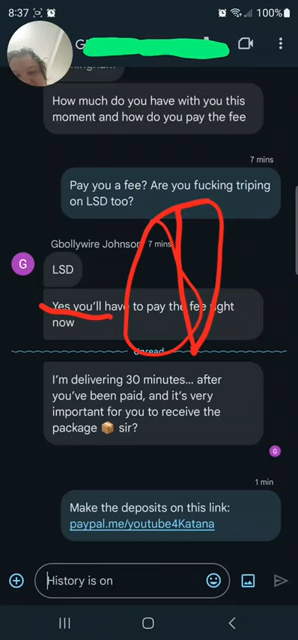 8:37
100%
G
How much do you have with you this
moment and how do you pay the fee
7 mins
Pay you a fee? Are you fucking triping
on LSD too?
Gbollywire Johnson 7 mins
G
LSD
Yes you'll have to pay the fee right
now
Unread
I'm delivering 30 minutes... after
you've been paid, and it's very
important for you to receive the
package 📦 sir?
G
1 min
Make the deposits on this link:
paypal.me/youtube4Katana
History is on